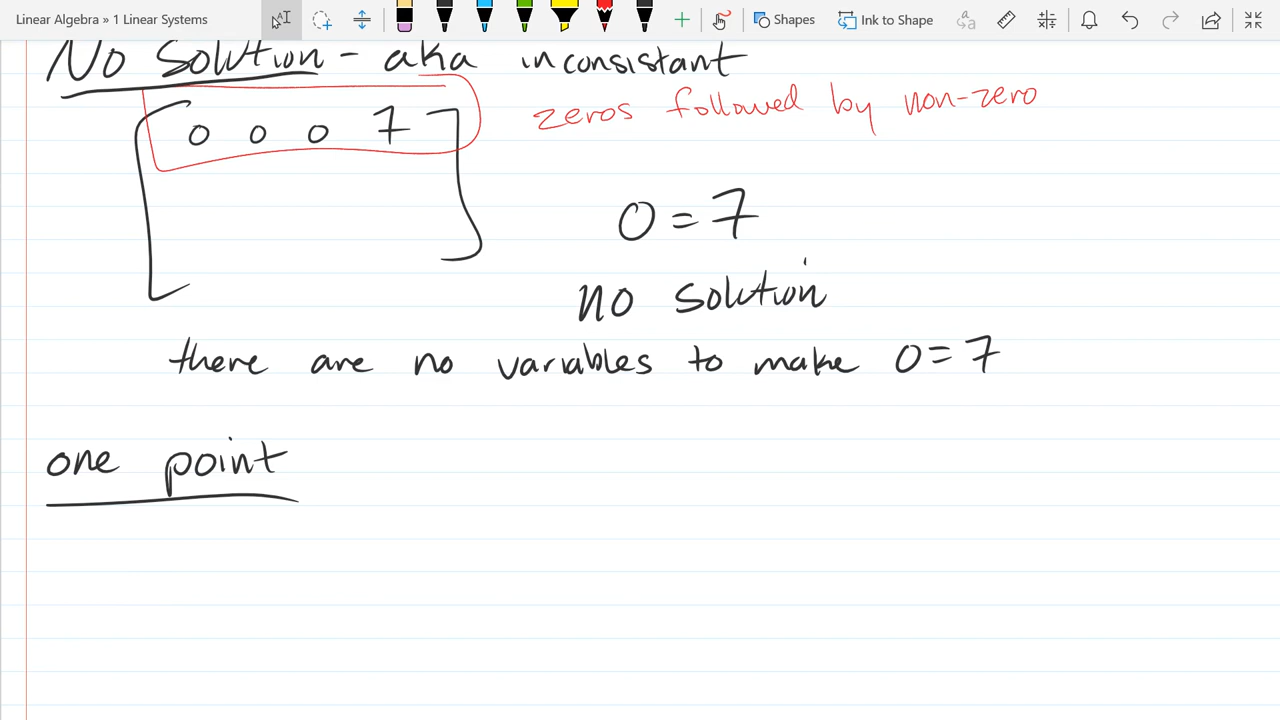 Linear Algebra » 1 Linear Systems
Shapes
Ink to Shape
No Solution - aka inconsistant
zeros followed by non-zero
0 0 0 7
0=7
no solution
there are no variables to make 0=7
one point